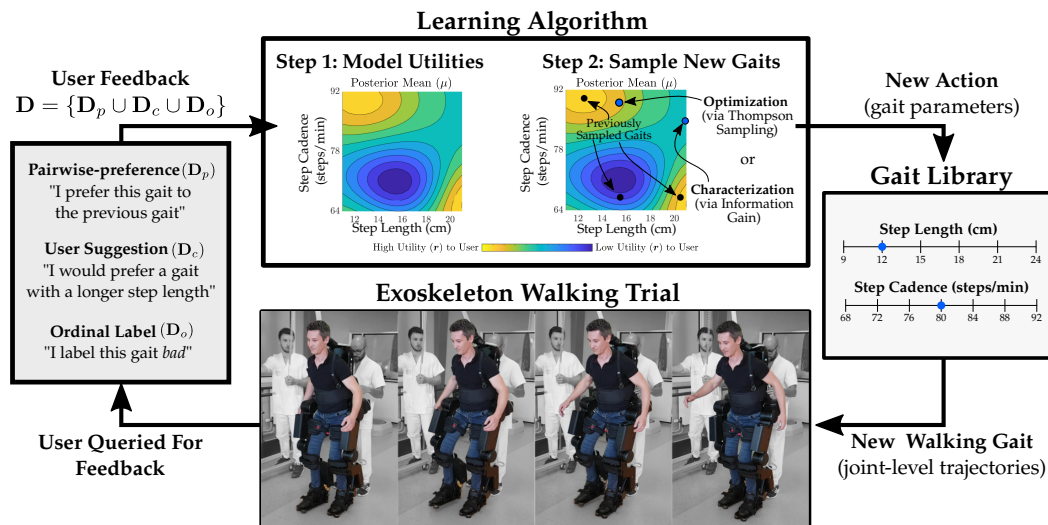 Learning Algorithm
Step 1: Model Utilities
Posterior Mean (μ)
92
78
64
Step Cadence
(steps/min)
12 14 16 18 20
Step Length (cm)
Step 2: Sample New Gaits
Posterior Mean (μ)
92
78
64
Step Cadence
(steps/min)
12 14 16 18 20
Step Length (cm)
Previously
Sampled Gaits
Optimization
(via Thompson
Sampling)
or
Characterization
(via Information
Gain)
High Utility (r) to User
Low Utility (r) to User
New Action
(gait parameters)
Gait Library
Step Length (cm)
9 12 15 18 21 24
Step Cadence (steps/min)
68 72 76 80 84 88 92
New Walking Gait
(joint-level trajectories)
Exoskeleton Walking Trial
User Queried For
Feedback
User Feedback
D = {Dₚ ∪ D_c ∪ Dₒ}
Pairwise-preference (Dₚ)
"I prefer this gait to
the previous gait"
User Suggestion (D_c)
"I would prefer a gait
with a longer step length"
Ordinal Label (Dₒ)
"I label this gait bad"